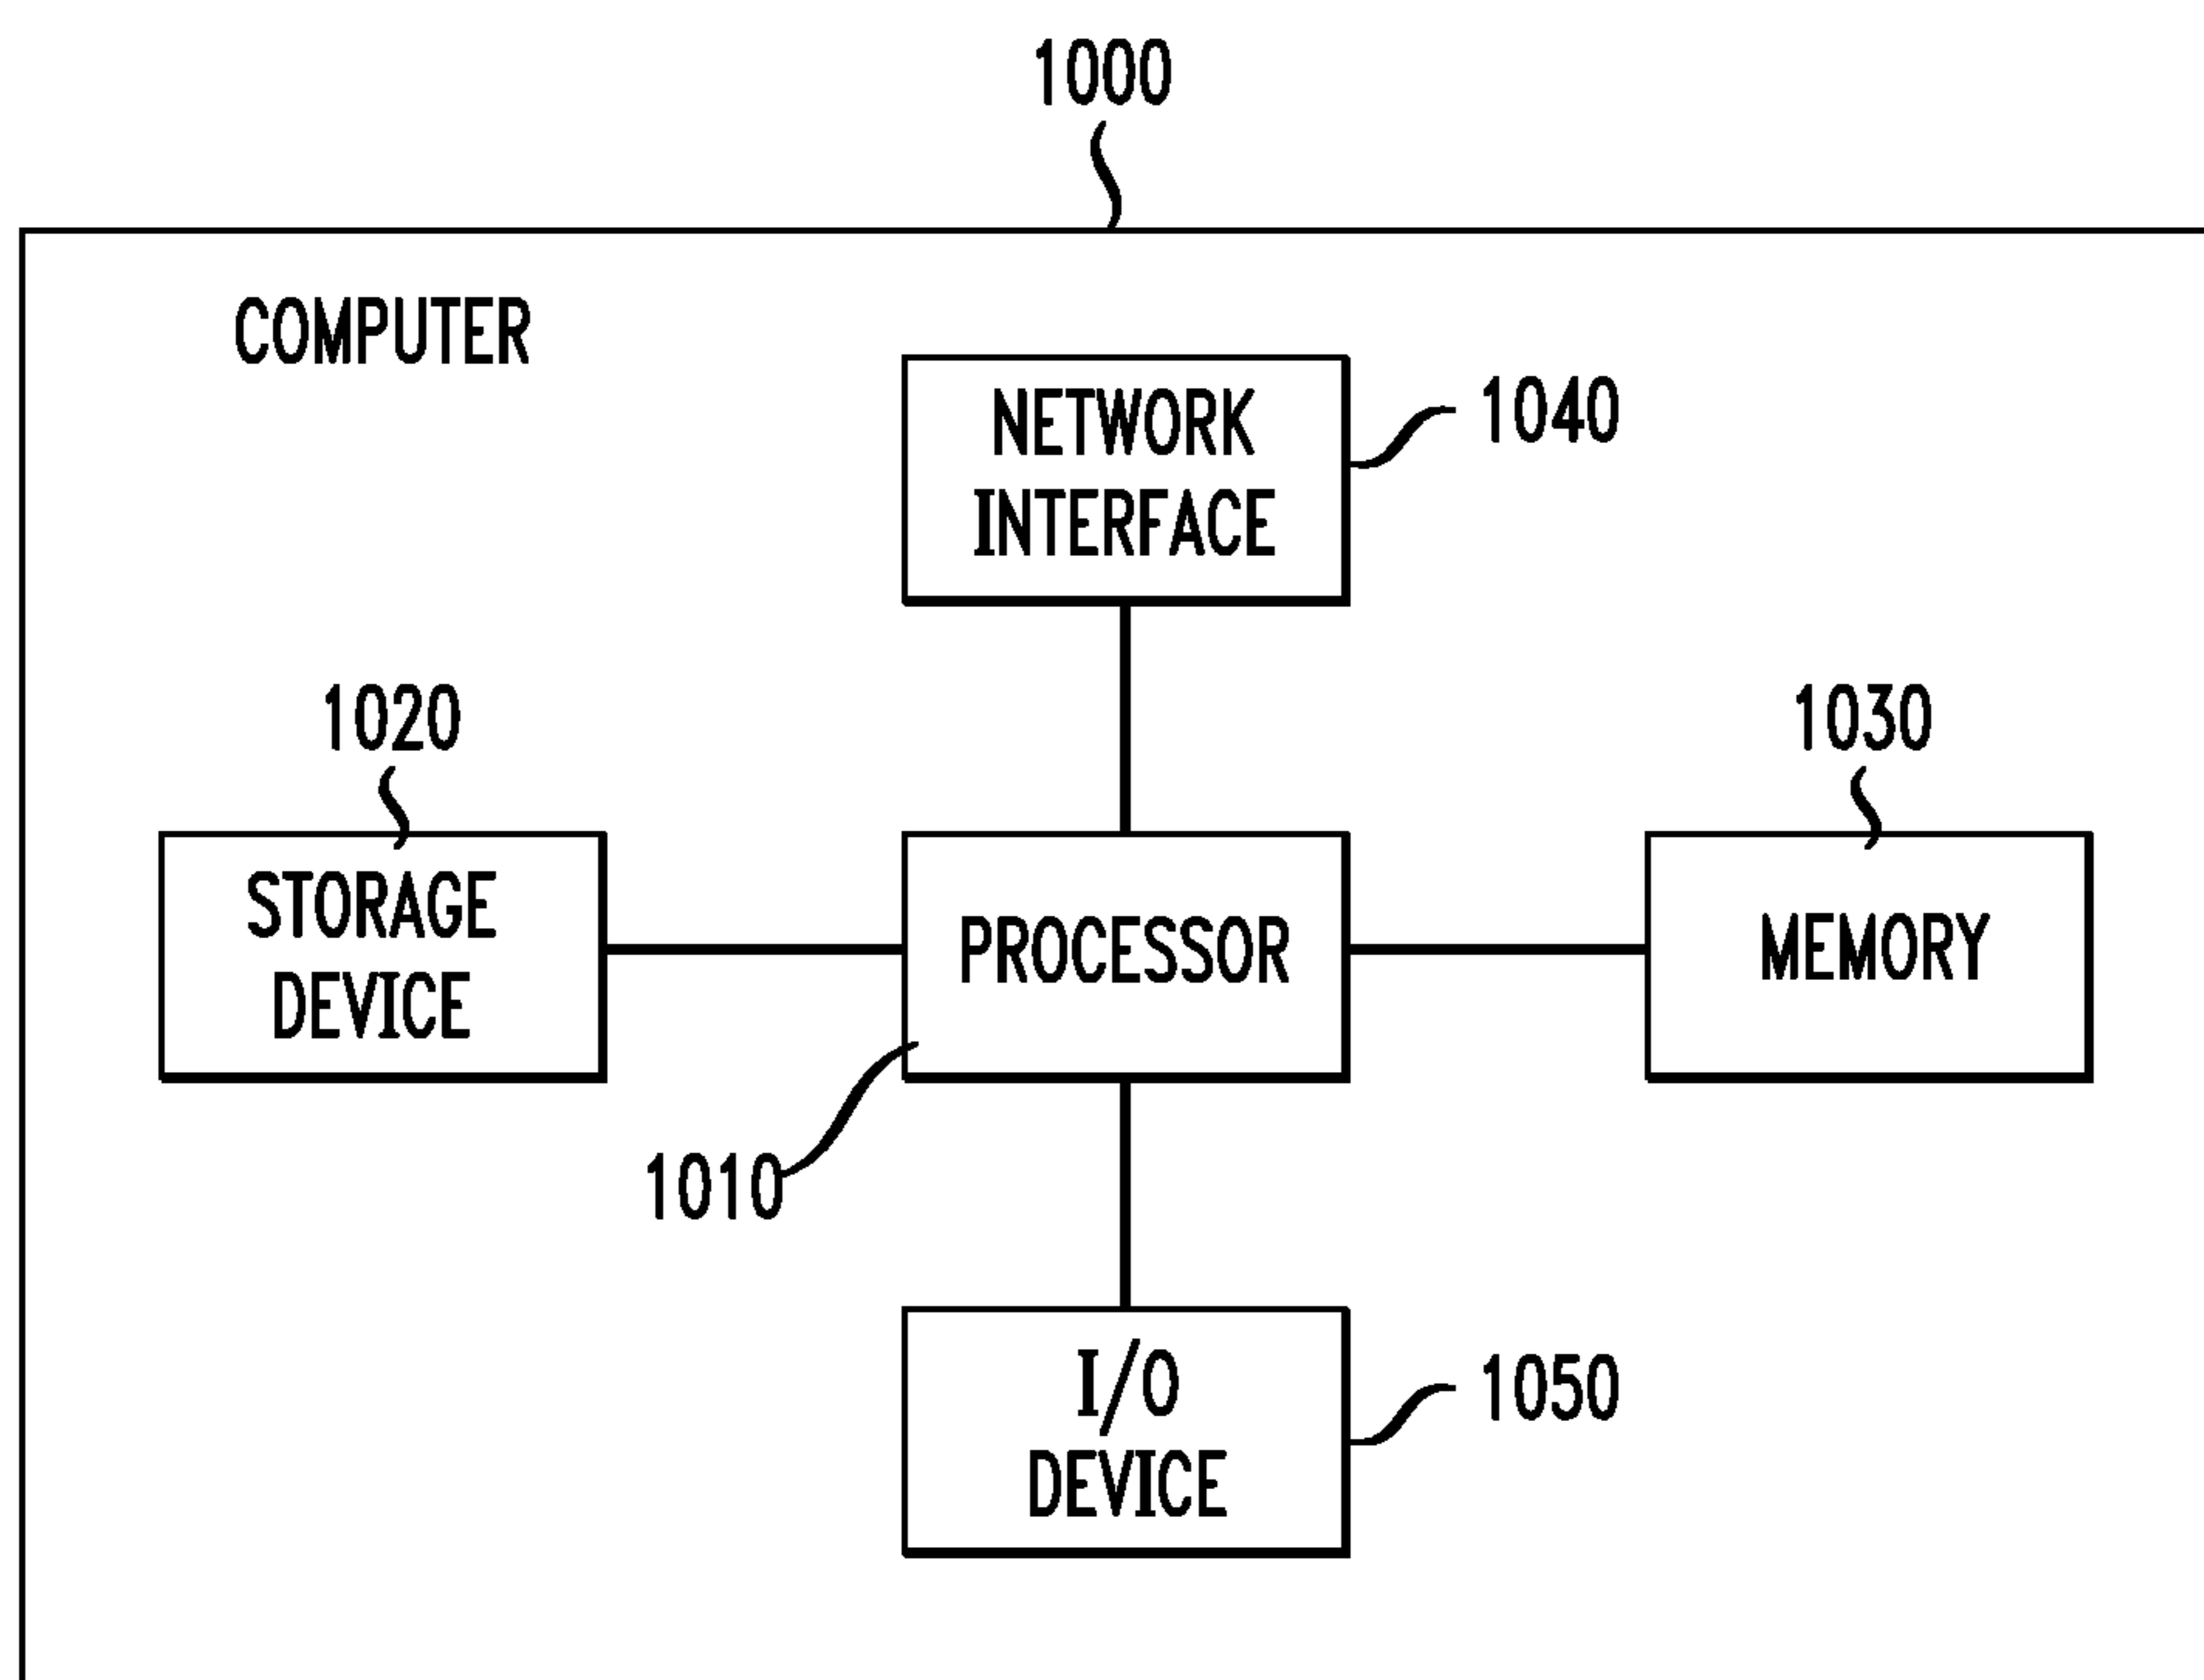 1000
COMPUTER
NETWORK
INTERFACE
1040
1020
1030
STORAGE
DEVICE
PROCESSOR
MEMORY
1010
I/O
DEVICE
1050